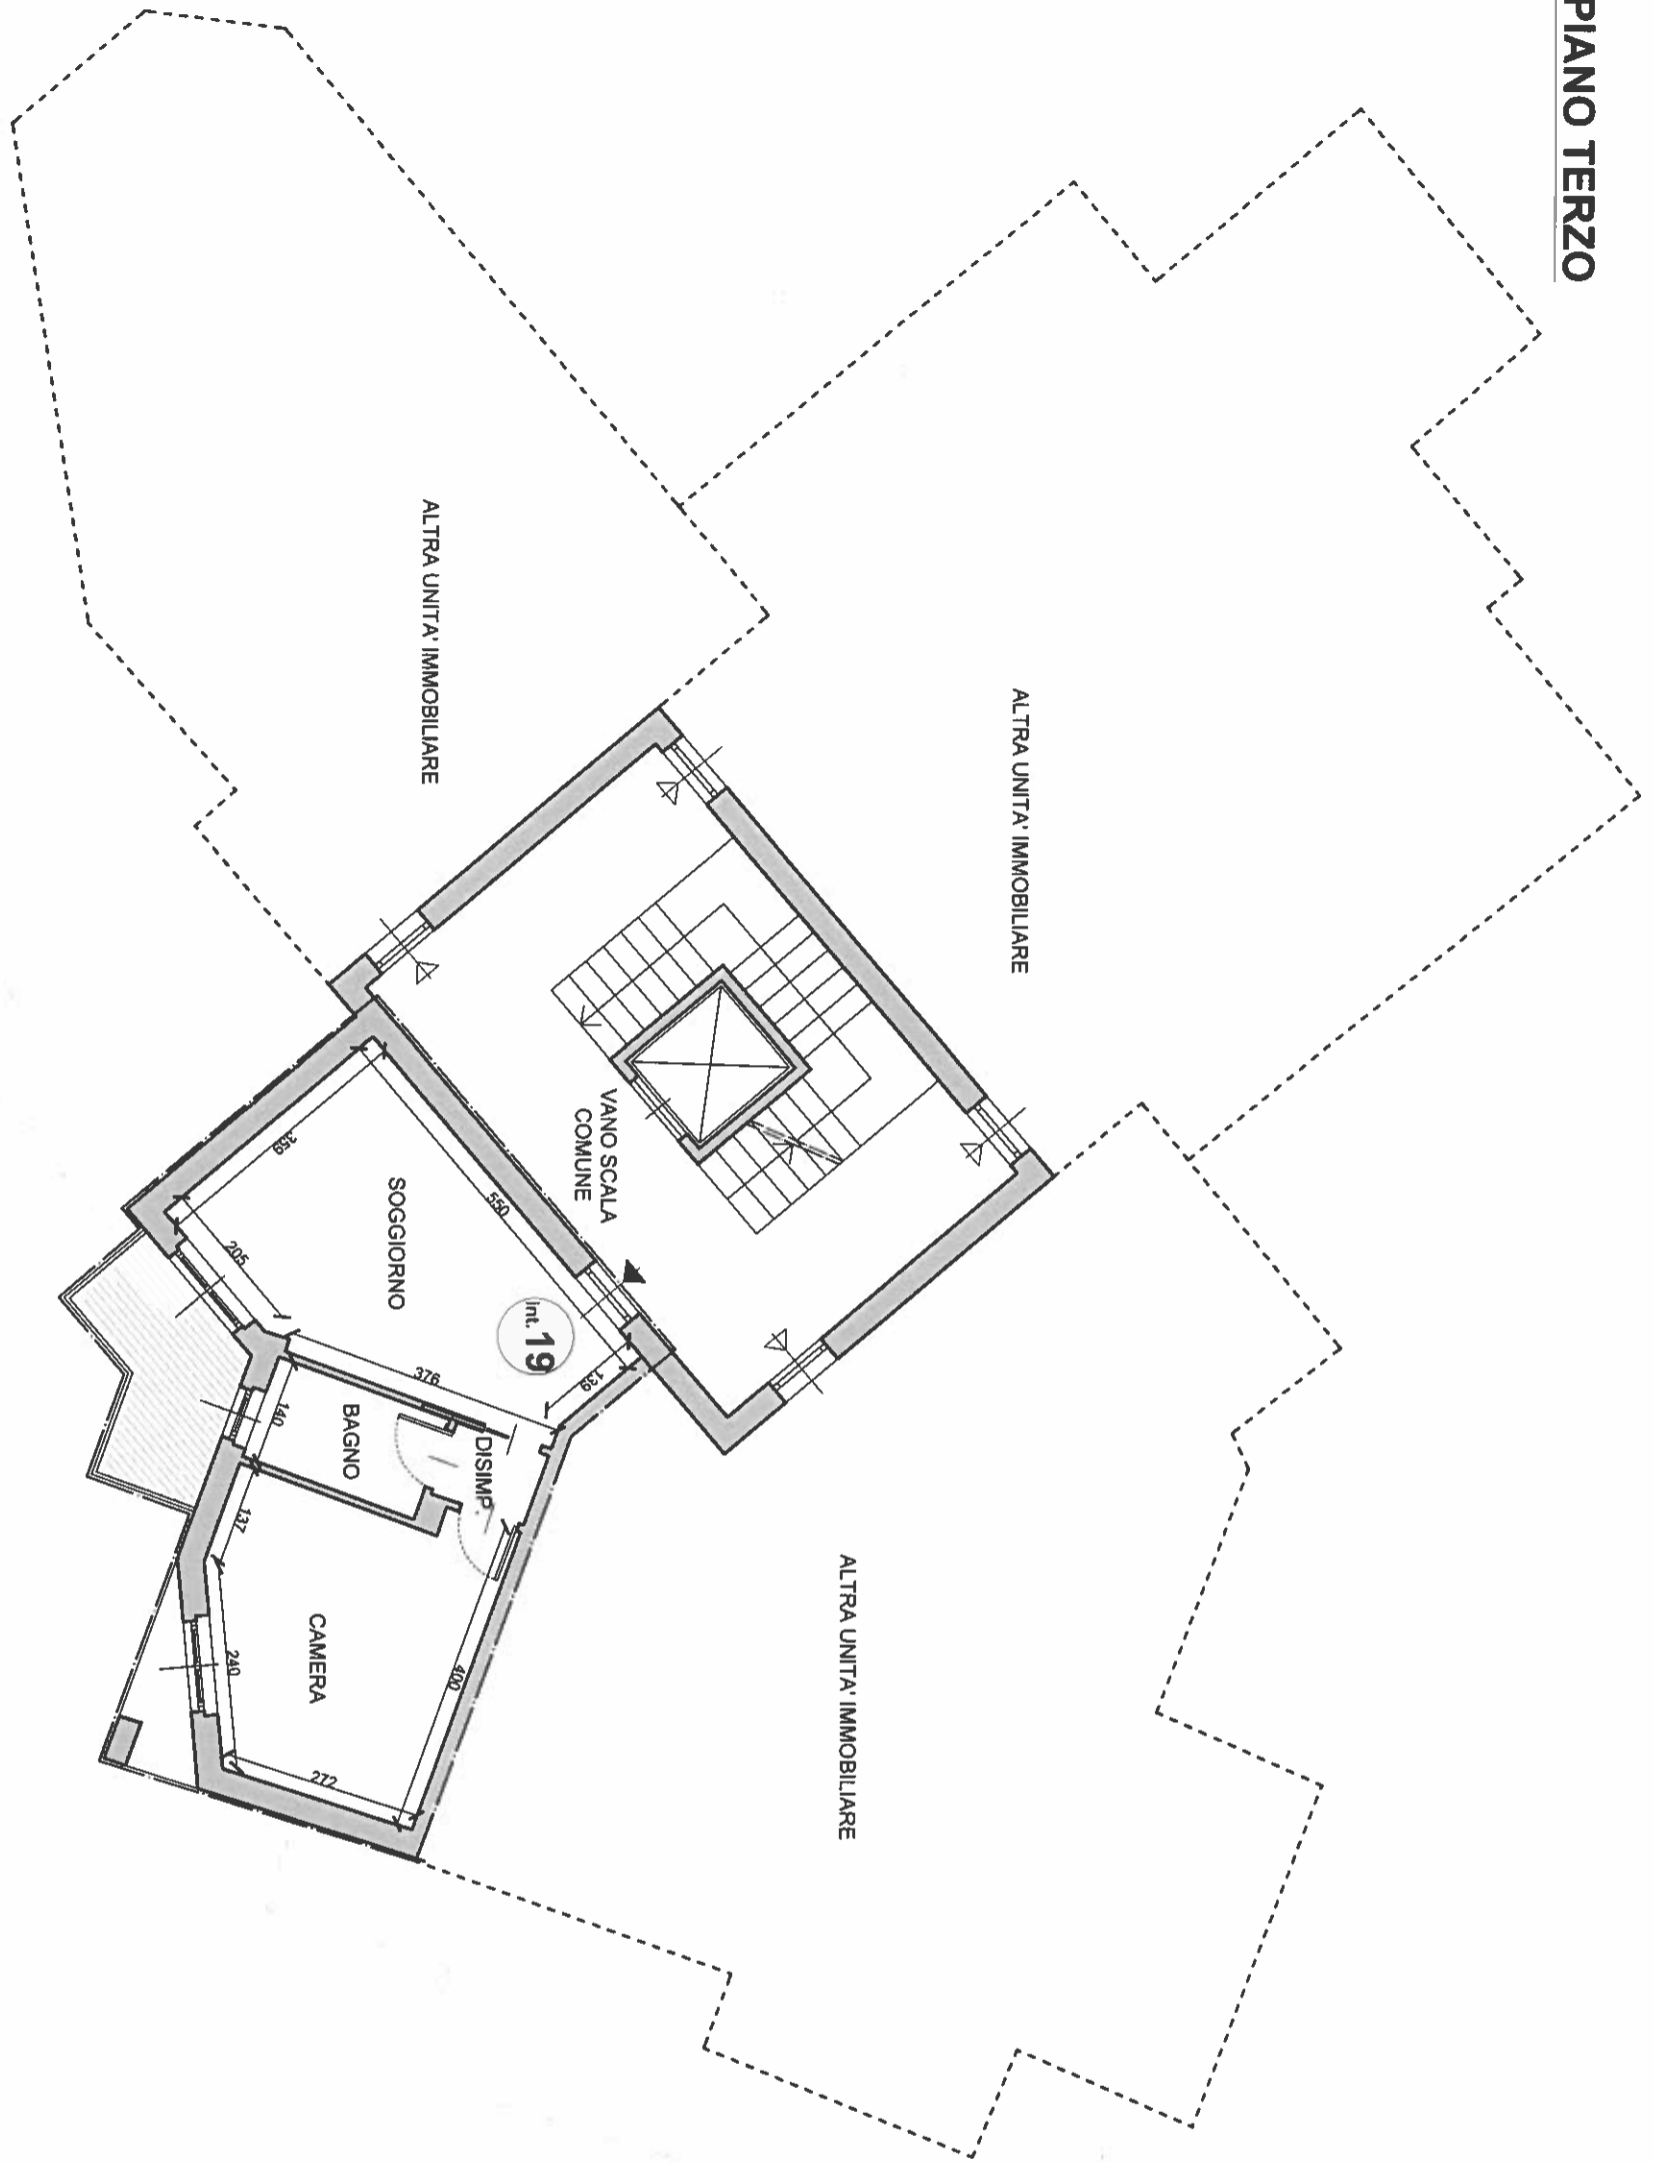 PIANO TERZO
ALTRA UNITA' IMMOBILIARE
ALTRA UNITA' IMMOBILIARE
ALTRA UNITA' IMMOBILIARE
VANO SCALA
COMUNE
SOGGIORNO
int. 19
DISIMP.
BAGNO
CAMERA
359
550
205
139
376
140
137
240
400
272